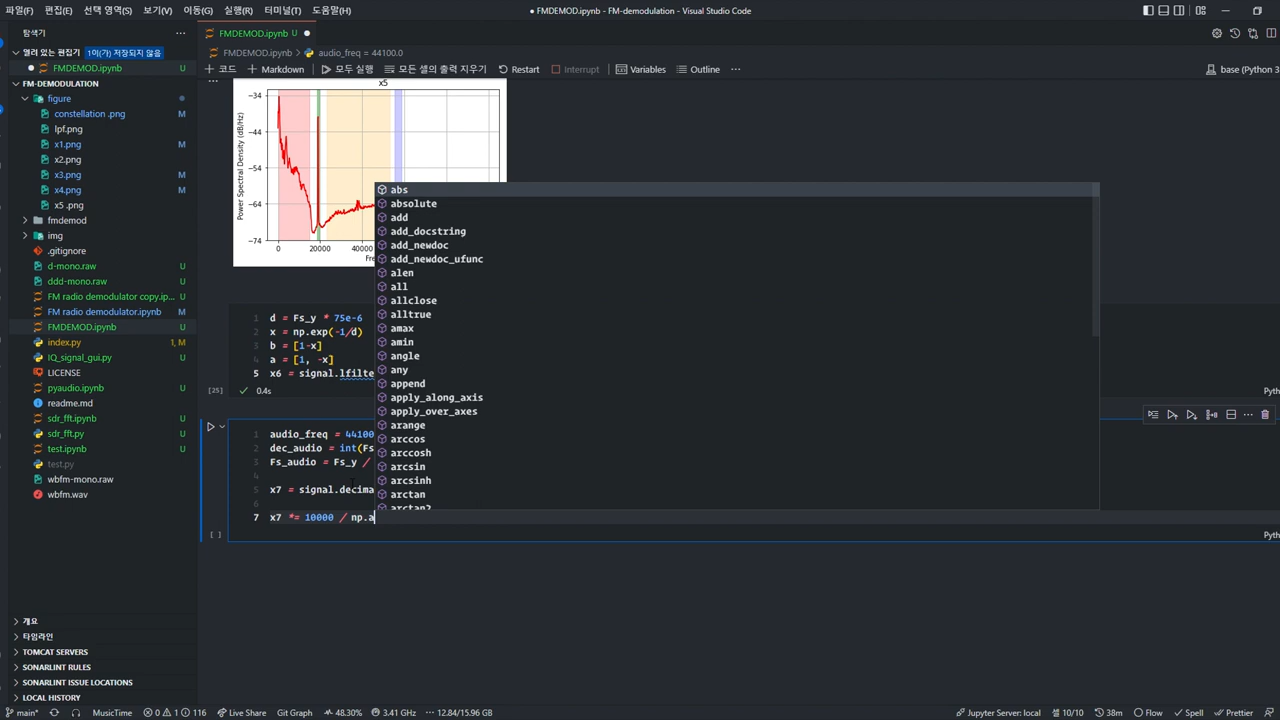 파일(F) 편집(E) 선택 영역(S) 보기(V) 이동(G) 실행(R) 터미널(T) 도움말(H)
● FMDEMOD.ipynb - FM-demodulation - Visual Studio Code
탐색기
FMDEMOD.ipynb U ●
열려 있는 편집기 1이(가) 저장되지 않음
● FMDEMOD.ipynb U
FMDEMOD.ipynb > audio_freq = 44100.0
+ 코드 + Markdown 모두 실행 모든 셀의 출력 지우기 Restart Interrupt Variables Outline ···
base (Python 3
FM-DEMODULATION
figure
constellation .png M
lpf.png
x1.png M
x2.png
x3.png M
x4.png M
x5 .png
fmdemod
img
.gitignore
d-mono.raw U
ddd-mono.raw U
FM radio demodulator copy.ip... U
FM radio demodulator.ipynb M
FMDEMOD.ipynb U
index.py 1, M
IQ_signal_gui.py U
LICENSE
pyaudio.ipynb U
readme.md
sdr_fft.ipynb U
sdr_fft.py U
test.ipynb U
test.py
wbfm-mono.raw U
wbfm.wav U
개요
타임라인
TOMCAT SERVERS
SONARLINT RULES
SONARLINT ISSUE LOCATIONS
LOCAL HISTORY
x5
Power Spectral Density (dB/Hz)
−34
−44
−54
−64
−74
0 20000 40000
Fre
1 d = Fs_y * 75e-6
2 x = np.exp(-1/d)
3 b = [1-x]
4 a = [1, -x]
5 x6 = signal.lfilte
[25] 0.4s
Pyth
1 audio_freq = 44100
2 dec_audio = int(Fs
3 Fs_audio = Fs_y /
4
5 x7 = signal.decima
6
7 x7 *= 10000 / np.a
[ ]
Pyth
abs
absolute
add
add_docstring
add_newdoc
add_newdoc_ufunc
alen
all
allclose
alltrue
amax
amin
angle
any
append
apply_along_axis
apply_over_axes
arange
arccos
arccosh
arcsin
arcsinh
arctan
arctan2
main* MusicTime 0 1 116 Live Share Git Graph 48.30% 3.41 GHz 12.84/15.96 GB
Jupyter Server: local 셀 10/10 38m Flow Spell Prettier